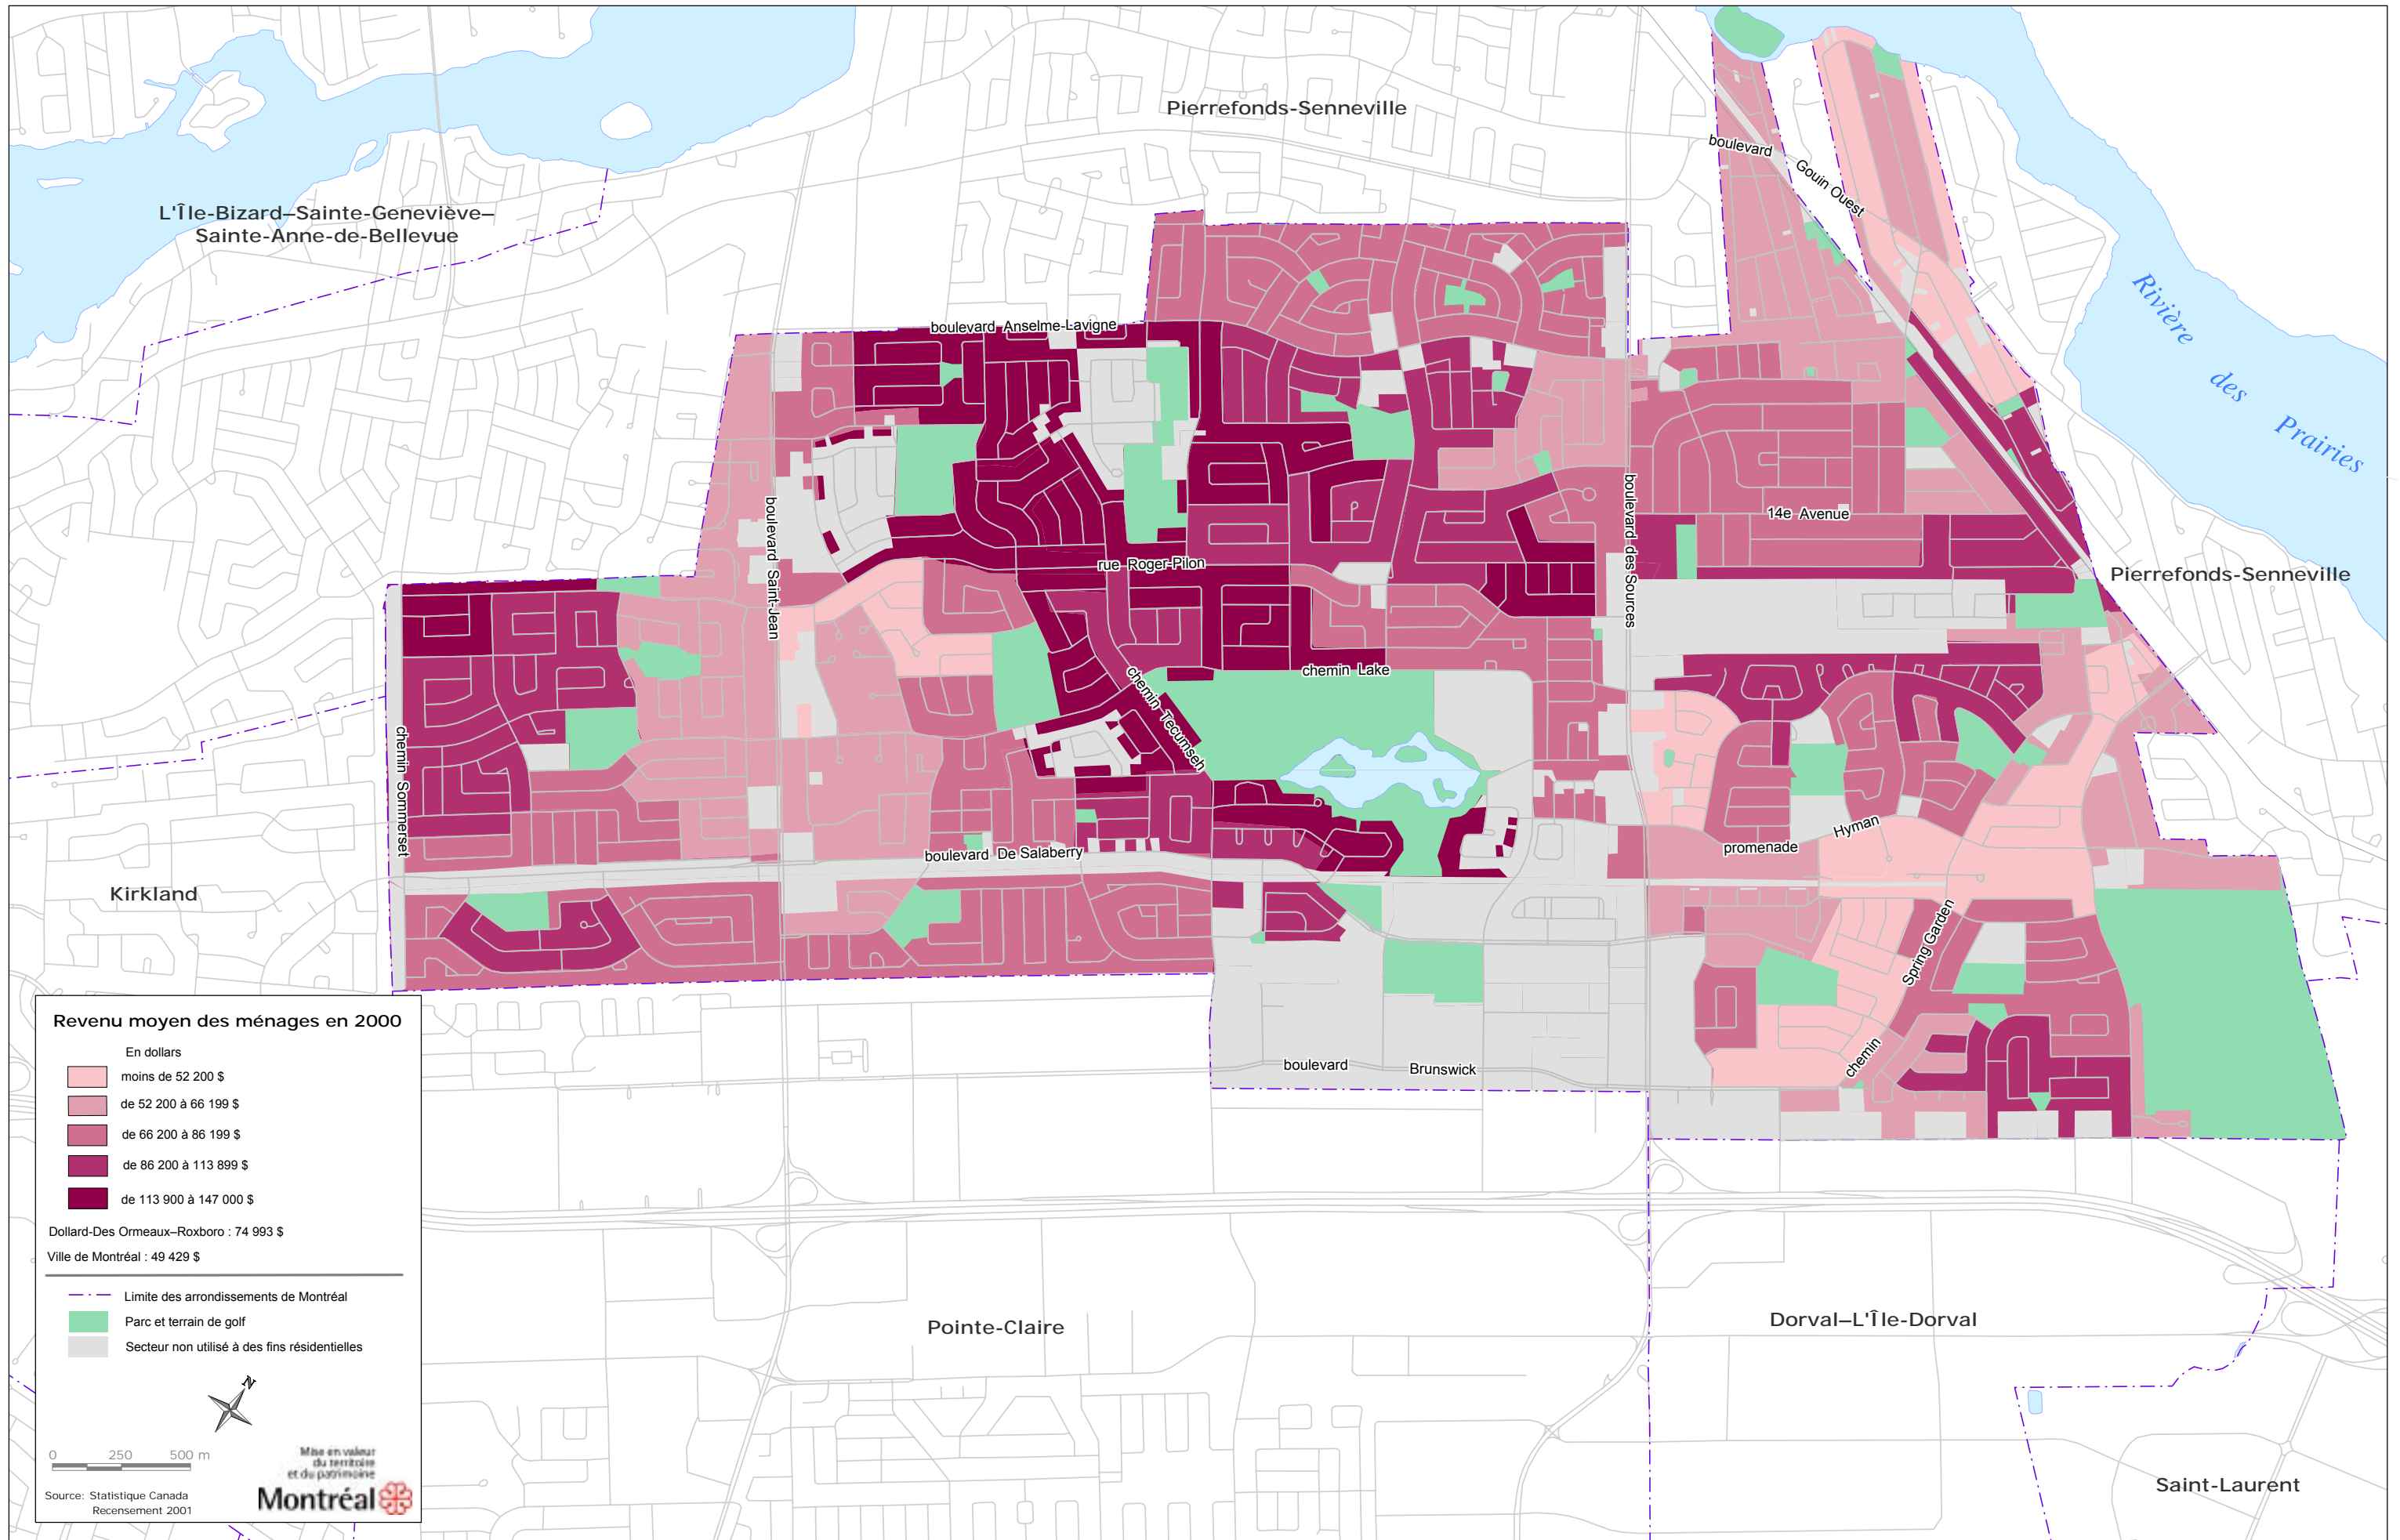 Pierrefonds-Senneville
boulevard
Gouin Ouest
L'Île-Bizard–Sainte-Geneviève–
Sainte-Anne-de-Bellevue
Rivière
des
Prairies
boulevard Anselme-Lavigne
boulevard Saint-Jean
boulevard des Sources
14e Avenue
rue Roger-Pilon
Pierrefonds-Senneville
chemin Lake
chemin Tecumseh
chemin Sommerset
Hyman
promenade
boulevard De Salaberry
Kirkland
Spring Garden
chemin
boulevard
Brunswick
Revenu moyen des ménages en 2000
En dollars
moins de 52 200 $
de 52 200 à 66 199 $
de 66 200 à 86 199 $
de 86 200 à 113 899 $
de 113 900 à 147 000 $
Dollard-Des Ormeaux–Roxboro : 74 993 $
Ville de Montréal : 49 429 $
Limite des arrondissements de Montréal
Parc et terrain de golf
Secteur non utilisé à des fins résidentielles
N
0 250 500 m
Mise en valeur
du territoire
et du patrimoine
Montréal
Source: Statistique Canada
Recensement 2001
Pointe-Claire
Dorval–L'Île-Dorval
Saint-Laurent